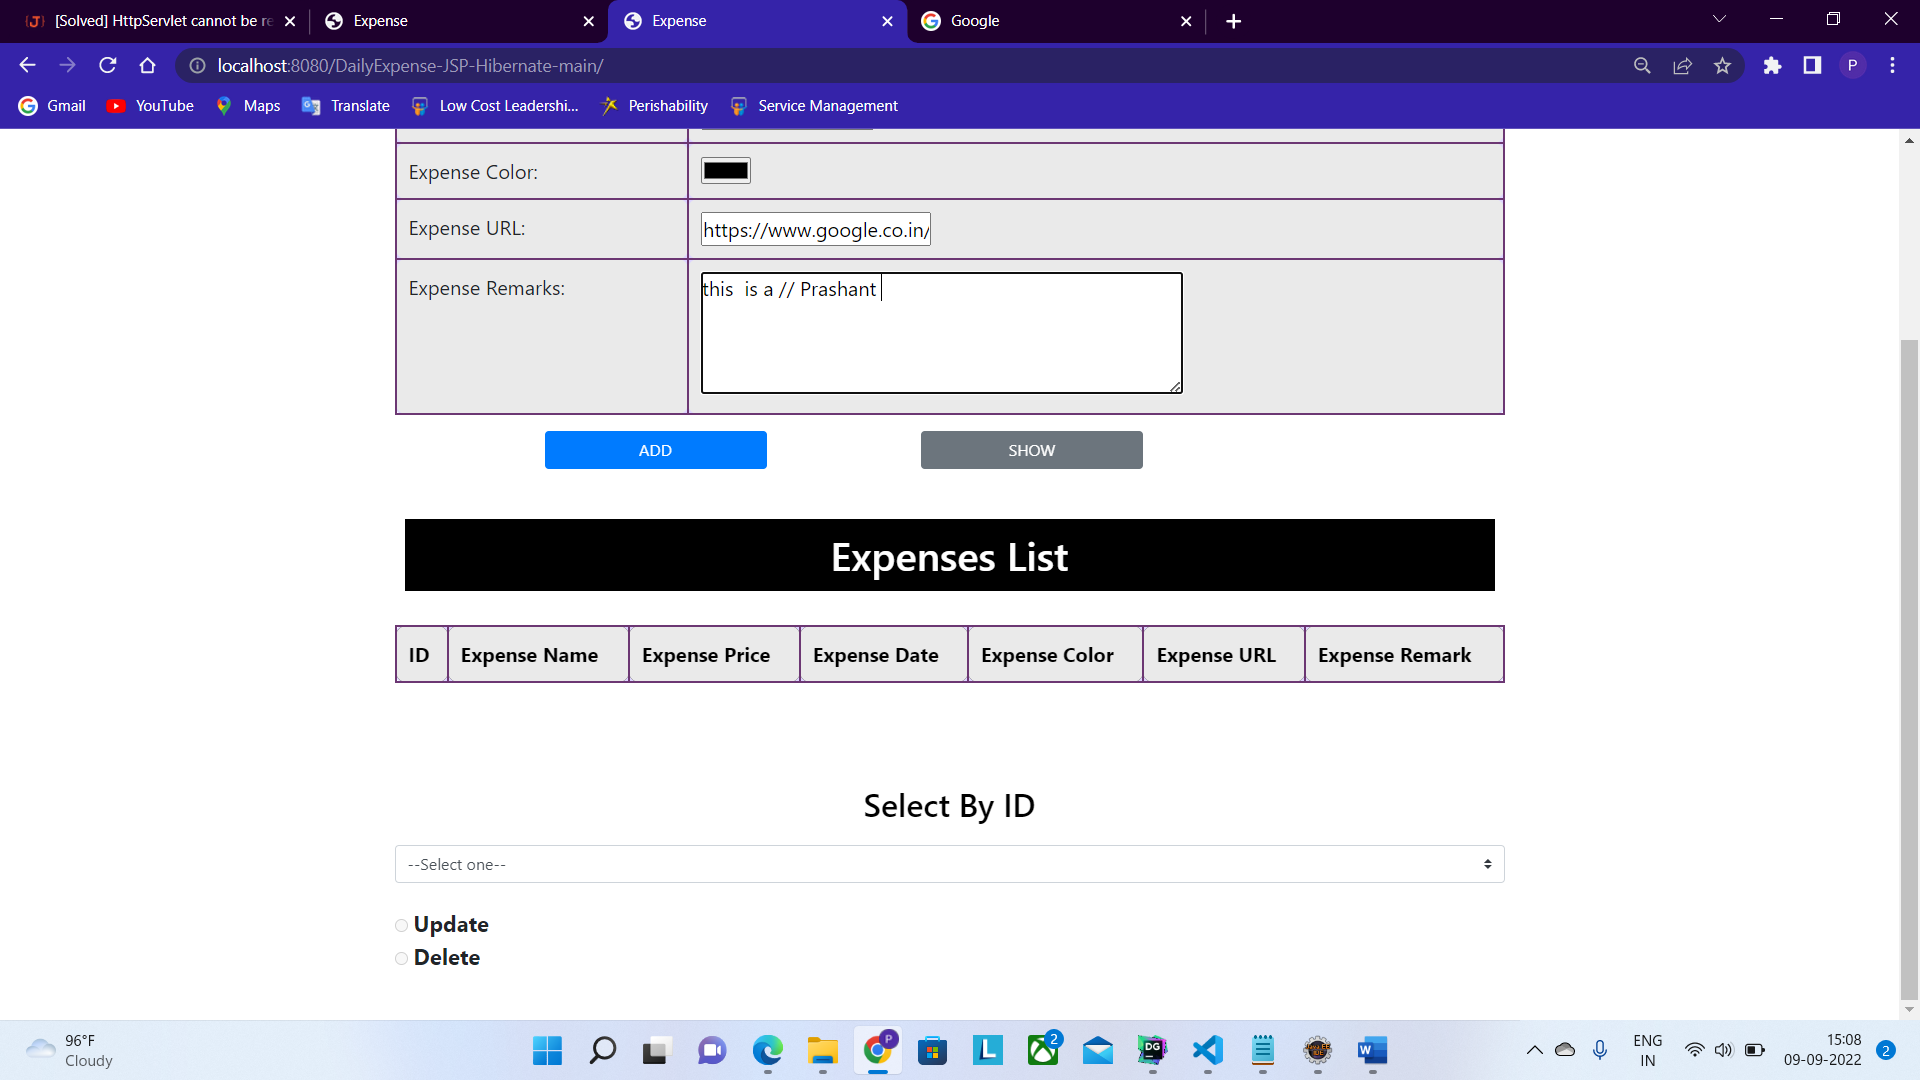 [Solved] HttpServlet cannot be re
Expense
Expense
Google
localhost:8080/DailyExpense-JSP-Hibernate-main/
P
Gmail
YouTube
Maps
Translate
Low Cost Leadershi...
Perishability
Service Management
Expense Color:
Expense URL:
https://www.google.co.in/
Expense Remarks:
this  is a // Prashant
ADD
SHOW
Expenses List
ID
Expense Name
Expense Price
Expense Date
Expense Color
Expense URL
Expense Remark
Select By ID
--Select one--
Update
Delete
96°F
Cloudy
P
L
2
DG
W
ENG
IN
15:08
09-09-2022
2